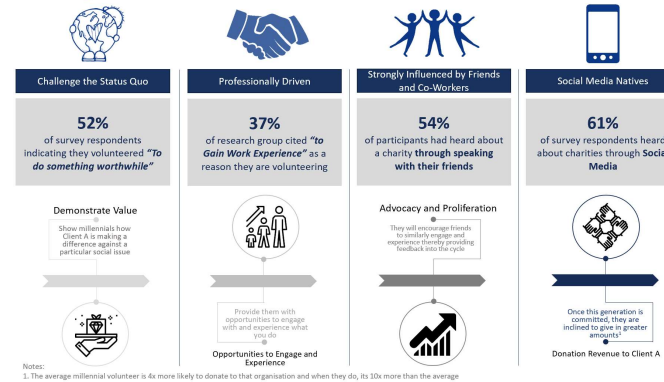 Challenge the Status Quo
52%
of survey respondents
indicating they volunteered "To
do something worthwhile"
Demonstrate Value
Show millennials how
Client A is making a
difference against a
particular social issue
Professionally Driven
37%
of research group cited "to
Gain Work Experience" as a
reason they are volunteering
Provide them with
opportunities to engage
with and experience what
you do
Opportunities to Engage and
Experience
Strongly Influenced by Friends
and Co-Workers
54%
of participants had heard about
a charity through speaking
with their friends
Advocacy and Proliferation
They will encourage friends
to similarly engage and
experience thereby providing
feedback into the cycle
Social Media Natives
61%
of survey respondents heard
about charities through Social
Media
Once this generation is
committed, they are
inclined to give in greater
amounts¹
Donation Revenue to Client A
Notes:
1. The average millennial volunteer is 4x more likely to donate to that organisation and when they do, its 10x more than the average